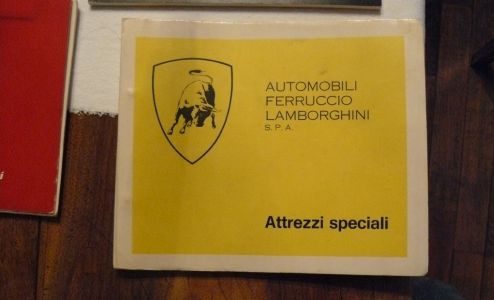 AUTOMOBILI
FERRUCCIO
LAMBORGHINI
S.P.A.
Attrezzi speciali